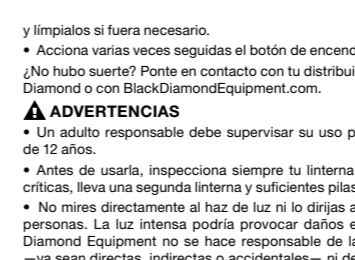 y límpialos si fuera necesario.
• Acciona varias veces seguidas el botón de
¿No hubo suerte? Ponte en contacto con tu
Diamond o con BlackDiamondEquipment.com.
ADVERTENCIAS
• Un adulto responsable debe supervisar su uso
de 12 años.
• Antes de usarla, inspecciona siempre tu linterna
críticas, lleva una segunda linterna y suficientes pilas
• No mires directamente al haz de luz ni lo dirijas
personas. La luz intensa podría provocar daños
Diamond Equipment no se hace responsable de
—ya sean directas, indirectas o accidentales— ni